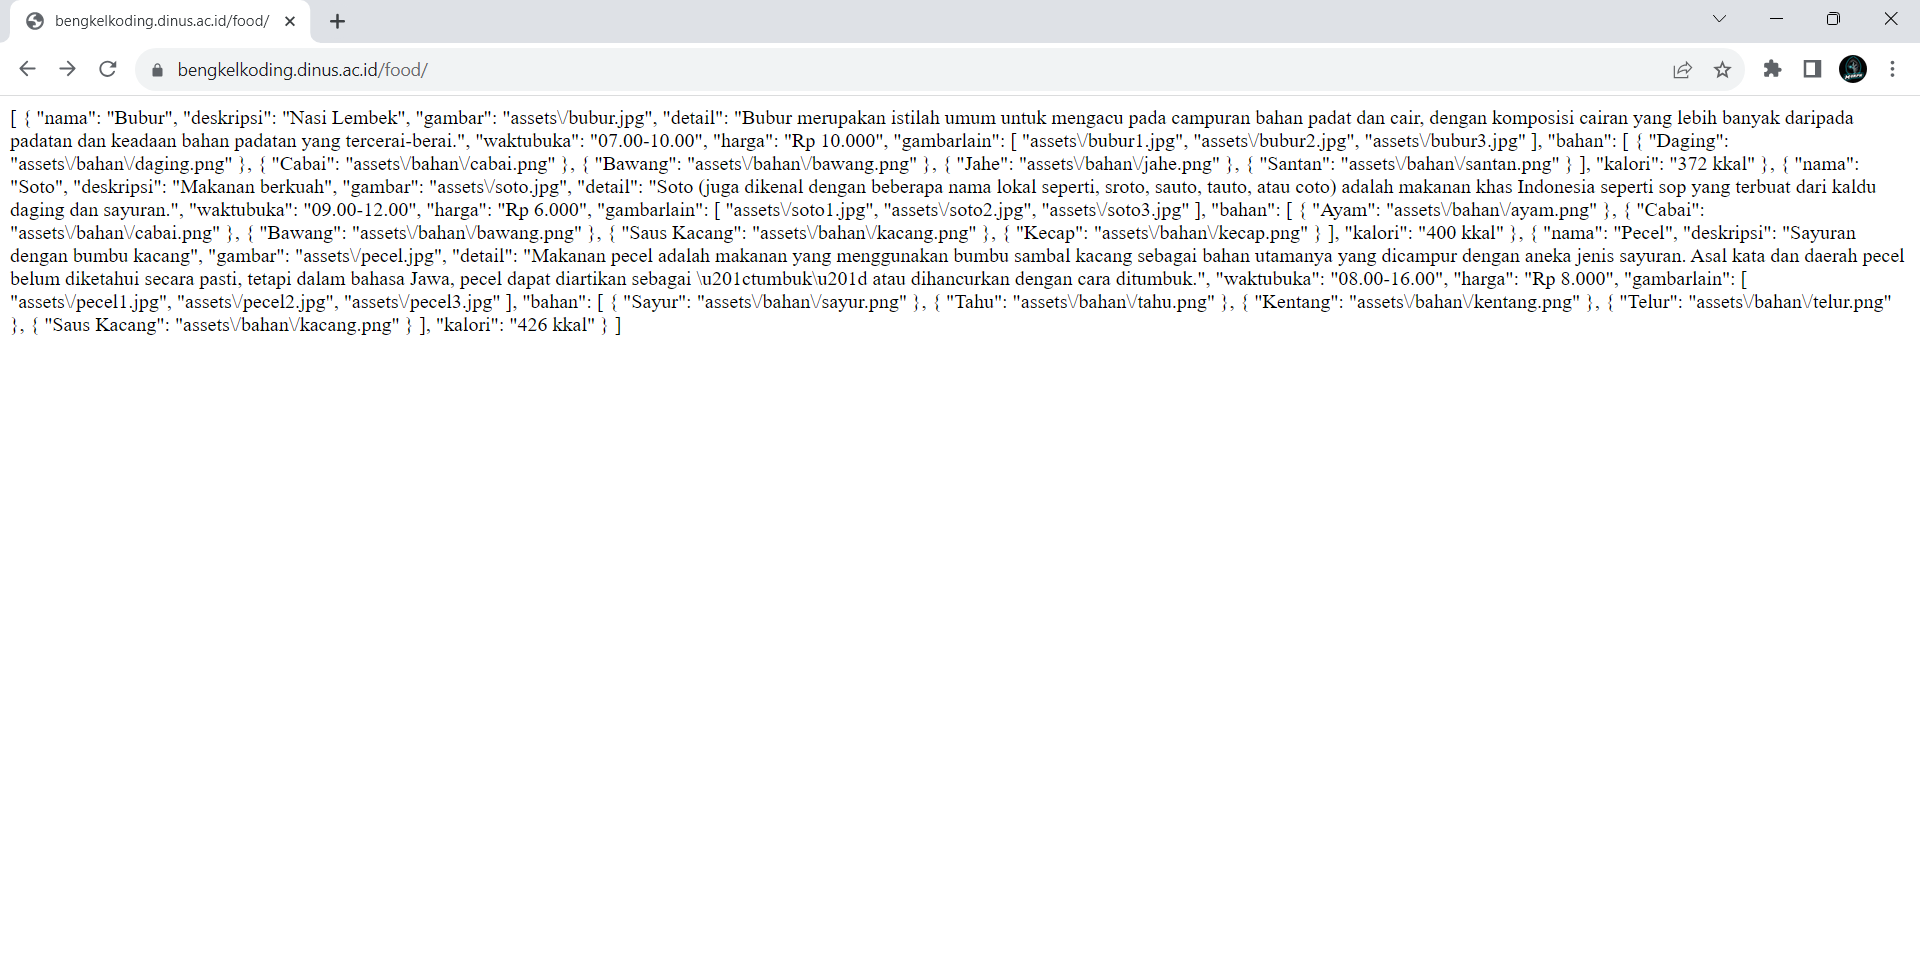 bengkelkoding.dinus.ac.id/food/
bengkelkoding.dinus.ac.id/food/
[ { "nama": "Bubur", "deskripsi": "Nasi Lembek", "gambar": "assets\/bubur.jpg", "detail": "Bubur merupakan istilah umum untuk mengacu pada campuran bahan padat dan cair, dengan komposisi cairan yang lebih banyak daripada
padatan dan keadaan bahan padatan yang tercerai-berai.", "waktubuka": "07.00-10.00", "harga": "Rp 10.000", "gambarlain": [ "assets\/bubur1.jpg", "assets\/bubur2.jpg", "assets\/bubur3.jpg" ], "bahan": [ { "Daging":
"assets\/bahan\/daging.png" }, { "Cabai": "assets\/bahan\/cabai.png" }, { "Bawang": "assets\/bahan\/bawang.png" }, { "Jahe": "assets\/bahan\/jahe.png" }, { "Santan": "assets\/bahan\/santan.png" } ], "kalori": "372 kkal" }, { "nama":
"Soto", "deskripsi": "Makanan berkuah", "gambar": "assets\/soto.jpg", "detail": "Soto (juga dikenal dengan beberapa nama lokal seperti, sroto, sauto, tauto, atau coto) adalah makanan khas Indonesia seperti sop yang terbuat dari kaldu
daging dan sayuran.", "waktubuka": "09.00-12.00", "harga": "Rp 6.000", "gambarlain": [ "assets\/soto1.jpg", "assets\/soto2.jpg", "assets\/soto3.jpg" ], "bahan": [ { "Ayam": "assets\/bahan\/ayam.png" }, { "Cabai":
"assets\/bahan\/cabai.png" }, { "Bawang": "assets\/bahan\/bawang.png" }, { "Saus Kacang": "assets\/bahan\/kacang.png" }, { "Kecap": "assets\/bahan\/kecap.png" } ], "kalori": "400 kkal" }, { "nama": "Pecel", "deskripsi": "Sayuran
dengan bumbu kacang", "gambar": "assets\/pecel.jpg", "detail": "Makanan pecel adalah makanan yang menggunakan bumbu sambal kacang sebagai bahan utamanya yang dicampur dengan aneka jenis sayuran. Asal kata dan daerah pecel
belum diketahui secara pasti, tetapi dalam bahasa Jawa, pecel dapat diartikan sebagai \u201ctumbuk\u201d atau dihancurkan dengan cara ditumbuk.", "waktubuka": "08.00-16.00", "harga": "Rp 8.000", "gambarlain": [
"assets\/pecel1.jpg", "assets\/pecel2.jpg", "assets\/pecel3.jpg" ], "bahan": [ { "Sayur": "assets\/bahan\/sayur.png" }, { "Tahu": "assets\/bahan\/tahu.png" }, { "Kentang": "assets\/bahan\/kentang.png" }, { "Telur": "assets\/bahan\/telur.png"
}, { "Saus Kacang": "assets\/bahan\/kacang.png" } ], "kalori": "426 kkal" } ]